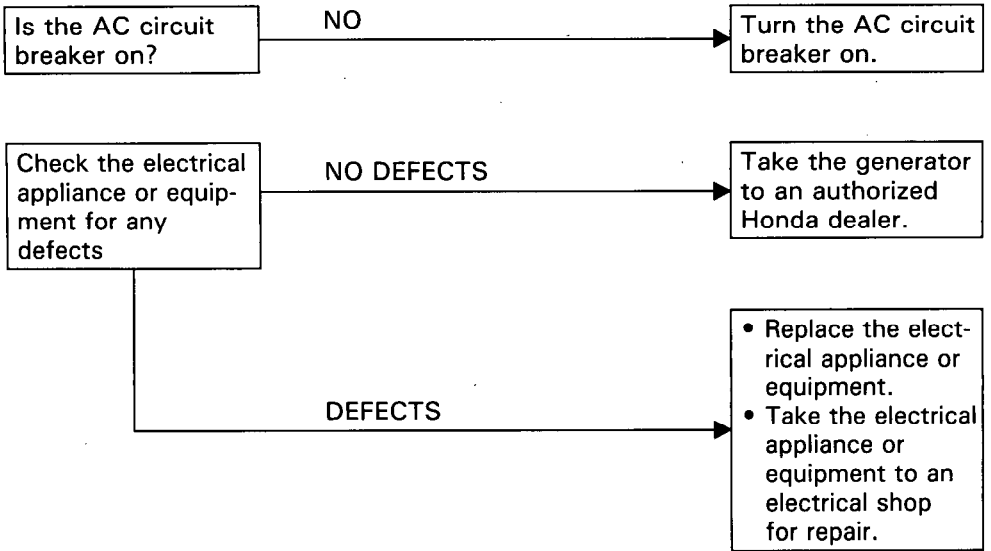 Is the AC circuit
breaker on?
NO
Turn the AC circuit
breaker on.
Check the electrical
appliance or equip-
ment for any
defects
NO DEFECTS
Take the generator
to an authorized
Honda dealer.
DEFECTS
• Replace the elect-
rical appliance or
equipment.
• Take the electrical
appliance or
equipment to an
electrical shop
for repair.